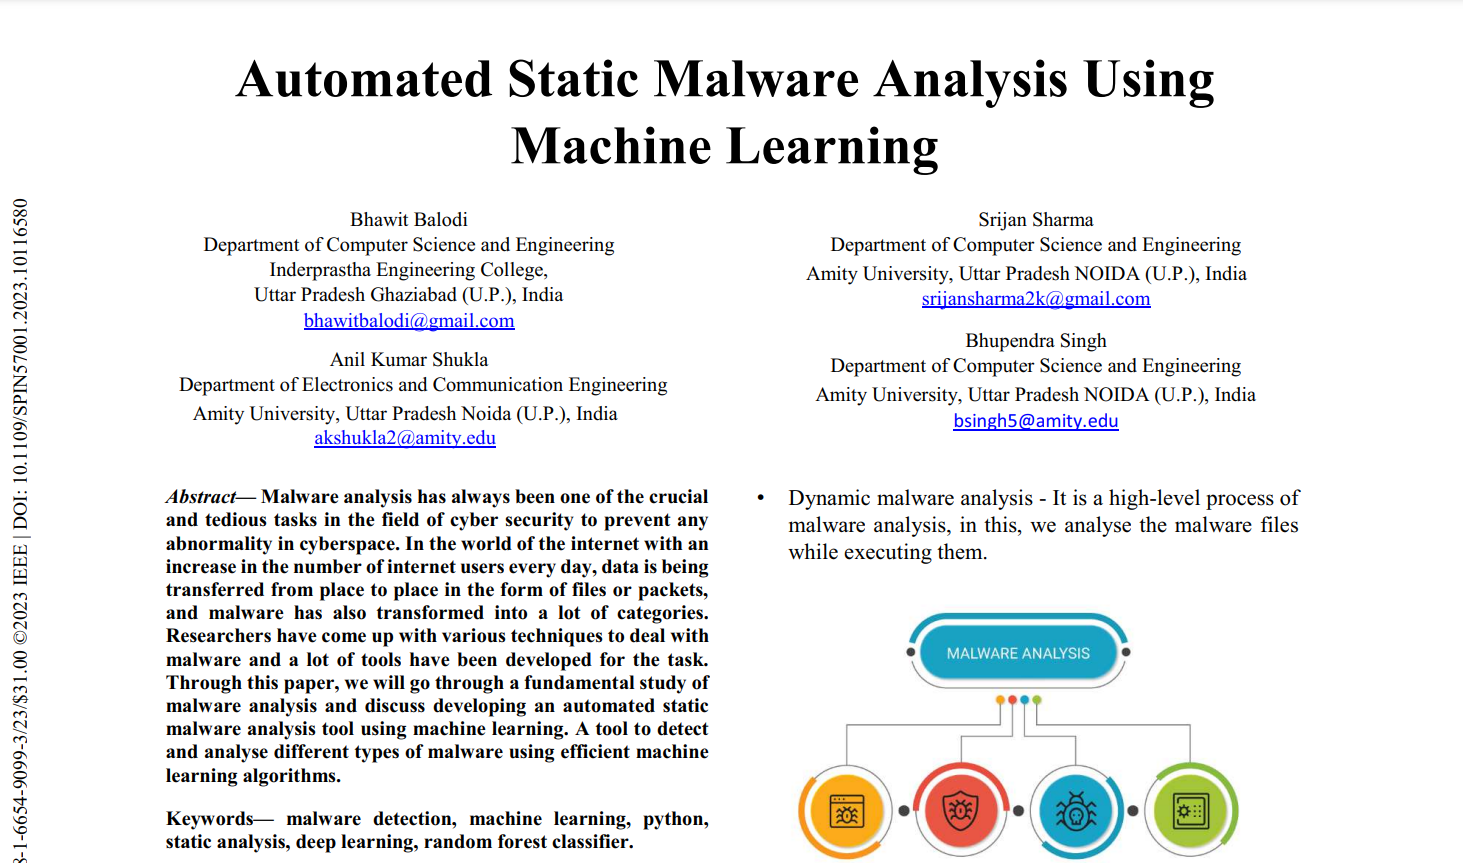 Automated Static Malware Analysis Using
Machine Learning
Bhawit Balodi
Department of Computer Science and Engineering
Inderprastha Engineering College,
Uttar Pradesh Ghaziabad (U.P.), India
bhawitbalodi@gmail.com
Anil Kumar Shukla
Department of Electronics and Communication Engineering
Amity University, Uttar Pradesh Noida (U.P.), India
akshukla2@amity.edu
Srijan Sharma
Department of Computer Science and Engineering
Amity University, Uttar Pradesh NOIDA (U.P.), India
srijansharma2k@gmail.com
Bhupendra Singh
Department of Computer Science and Engineering
Amity University, Uttar Pradesh NOIDA (U.P.), India
bsingh5@amity.edu
Abstract— Malware analysis has always been one of the crucial
and tedious tasks in the field of cyber security to prevent any
abnormality in cyberspace. In the world of the internet with an
increase in the number of internet users every day, data is being
transferred from place to place in the form of files or packets,
and malware has also transformed into a lot of categories.
Researchers have come up with various techniques to deal with
malware and a lot of tools have been developed for the task.
Through this paper, we will go through a fundamental study of
malware analysis and discuss developing an automated static
malware analysis tool using machine learning. A tool to detect
and analyse different types of malware using efficient machine
learning algorithms.
Keywords— malware detection, machine learning, python,
static analysis, deep learning, random forest classifier.
• Dynamic malware analysis - It is a high-level process of
malware analysis, in this, we analyse the malware files
while executing them.
MALWARE ANALYSIS
-1-6654-9099-3/23/$31.00 ©2023 IEEE | DOI: 10.1109/SPIN57001.2023.10116580